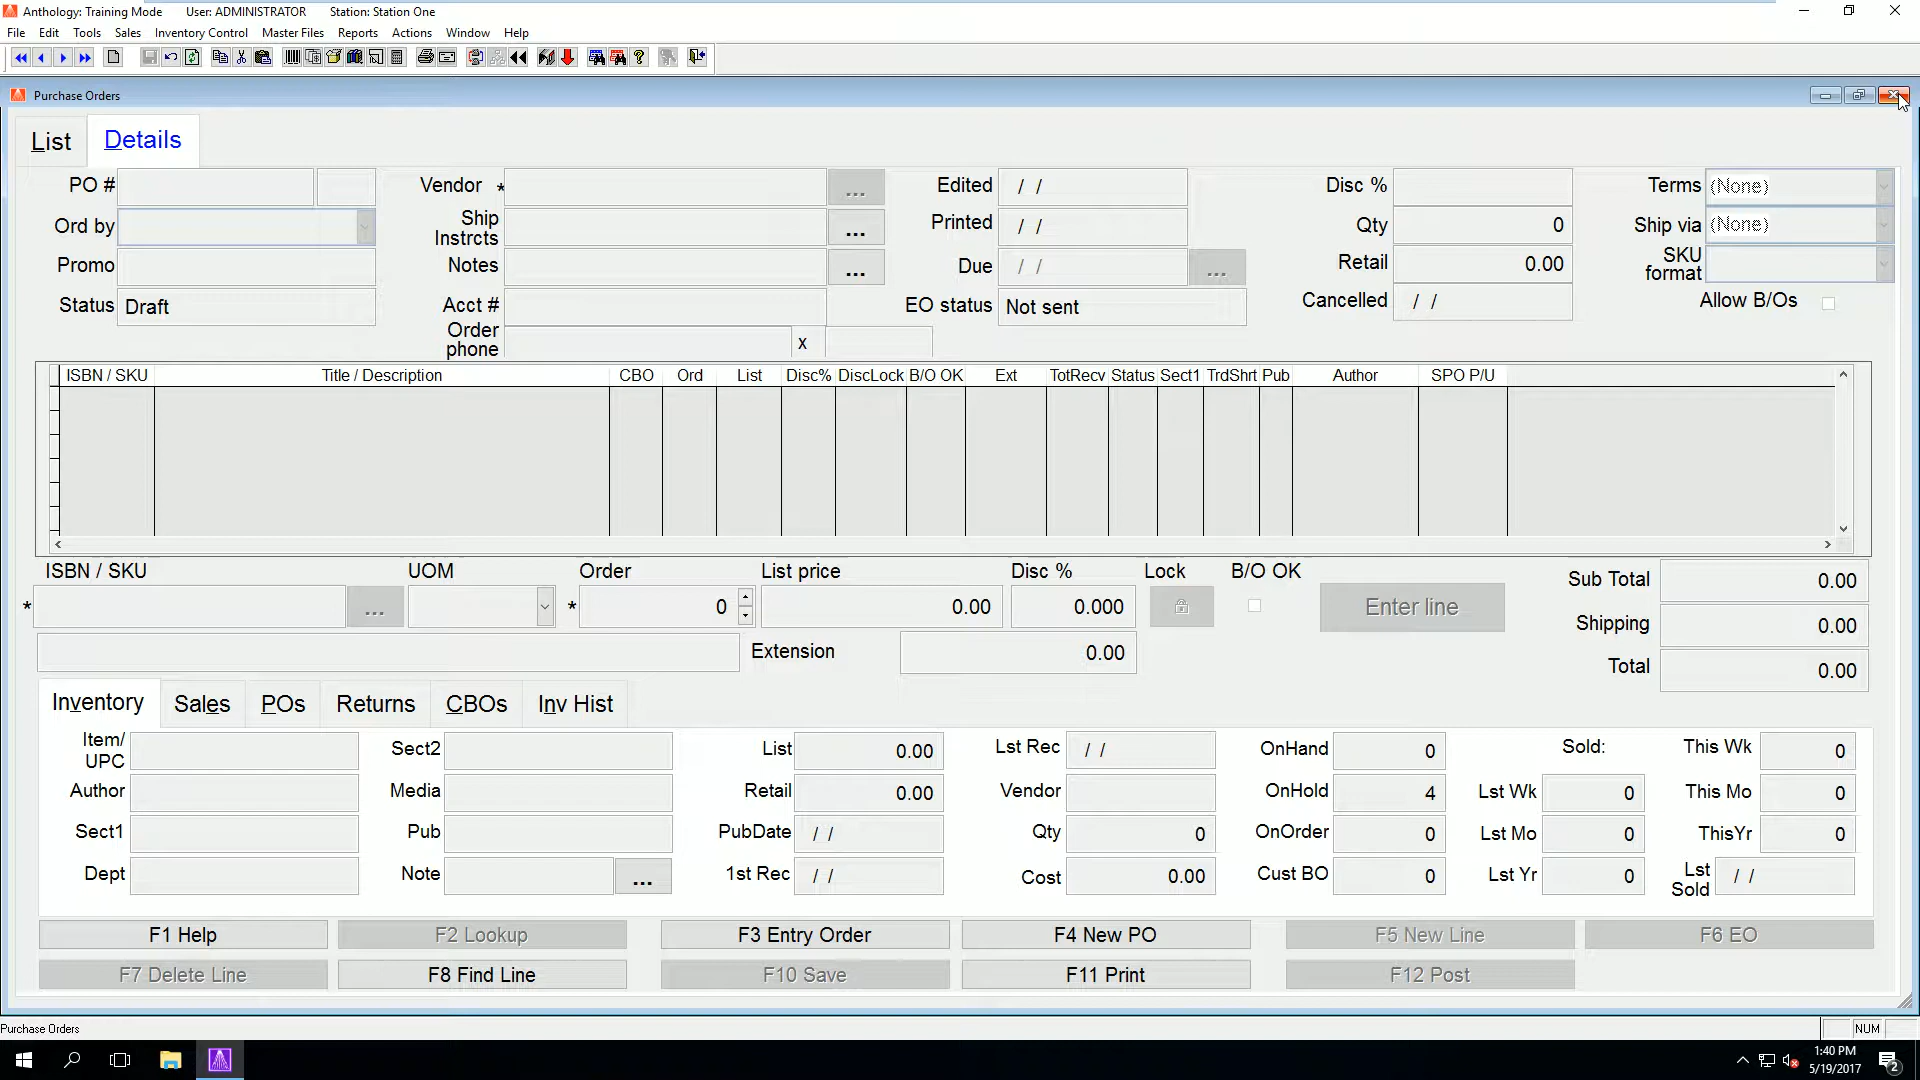 Anthology: Training Mode User: ADMINISTRATOR Station: Station One
File Edit Tools Sales Inventory Control Master Files Reports Actions Window Help
Purchase Orders
List Details
PO # Vendor * ... Edited / / Disc % Terms (None)
Ord by Ship Instrcts ... Printed / / Qty 0 Ship via (None)
Promo Notes ... Due / / ... Retail 0.00 SKU format
Status Draft Acct # EO status Not sent Cancelled / / Allow B/Os
Order phone x
ISBN / SKU Title / Description CBO Ord List Disc% DiscLock B/O OK Ext TotRecv Status Sect1 TrdShrt Pub Author SPO P/U
ISBN / SKU UOM Order List price Disc % Lock B/O OK Sub Total 0.00
* ... * 0 0.00 0.000 Enter line Shipping 0.00
Extension 0.00 Total 0.00
Inventory Sales POs Returns CBOs Inv Hist
Item/ UPC Sect2 List 0.00 Lst Rec / / OnHand 0 Sold: This Wk 0
Author Media Retail 0.00 Vendor OnHold 4 Lst Wk 0 This Mo 0
Sect1 Pub PubDate / / Qty 0 OnOrder 0 Lst Mo 0 ThisYr 0
Dept Note ... 1st Rec / / Cost 0.00 Cust BO 0 Lst Yr 0 Lst Sold / /
F1 Help F2 Lookup F3 Entry Order F4 New PO F5 New Line F6 EO
F7 Delete Line F8 Find Line F10 Save F11 Print F12 Post
Purchase Orders NUM
1:40 PM
5/19/2017
2